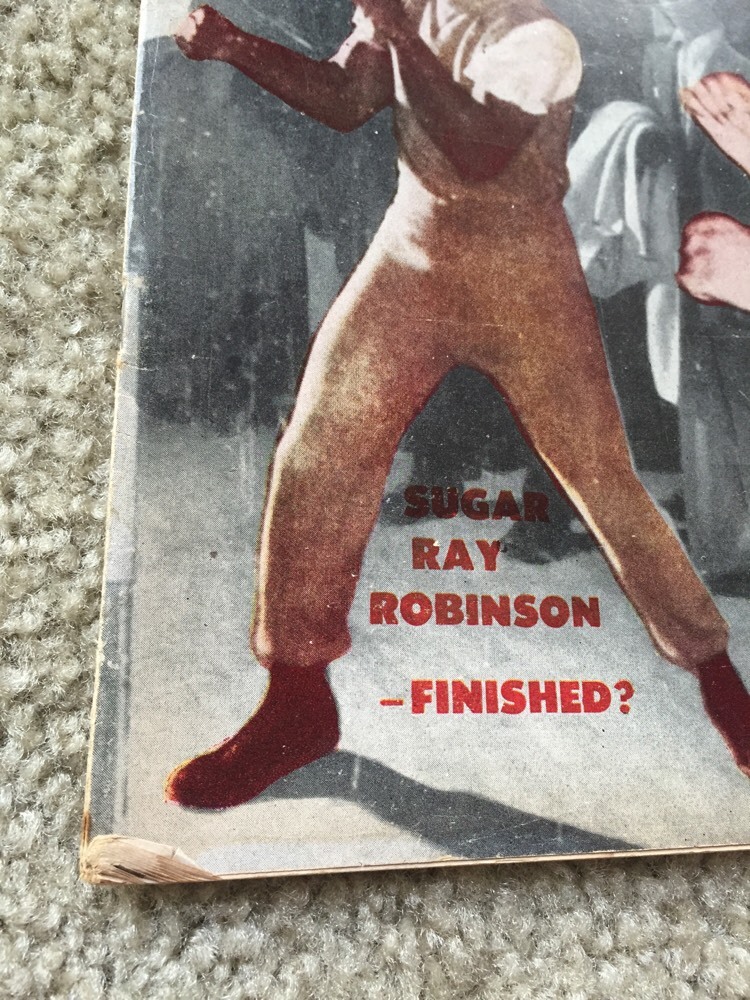 SUGAR
RAY
ROBINSON
–FINISHED?